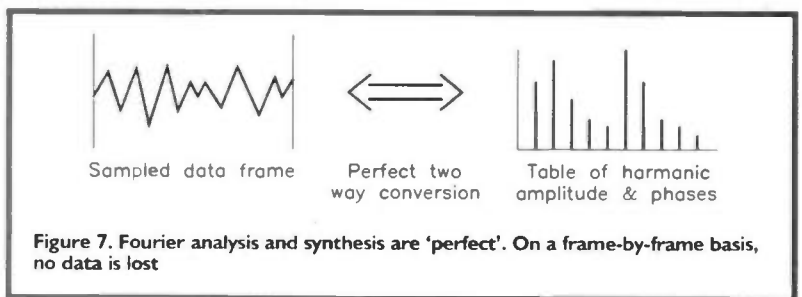 Sampled data frame
Perfect two
way conversion
Table of harmonic
amplitude & phases
Figure 7. Fourier analysis and synthesis are ‘perfect’. On a frame-by-frame basis,
no data is lost